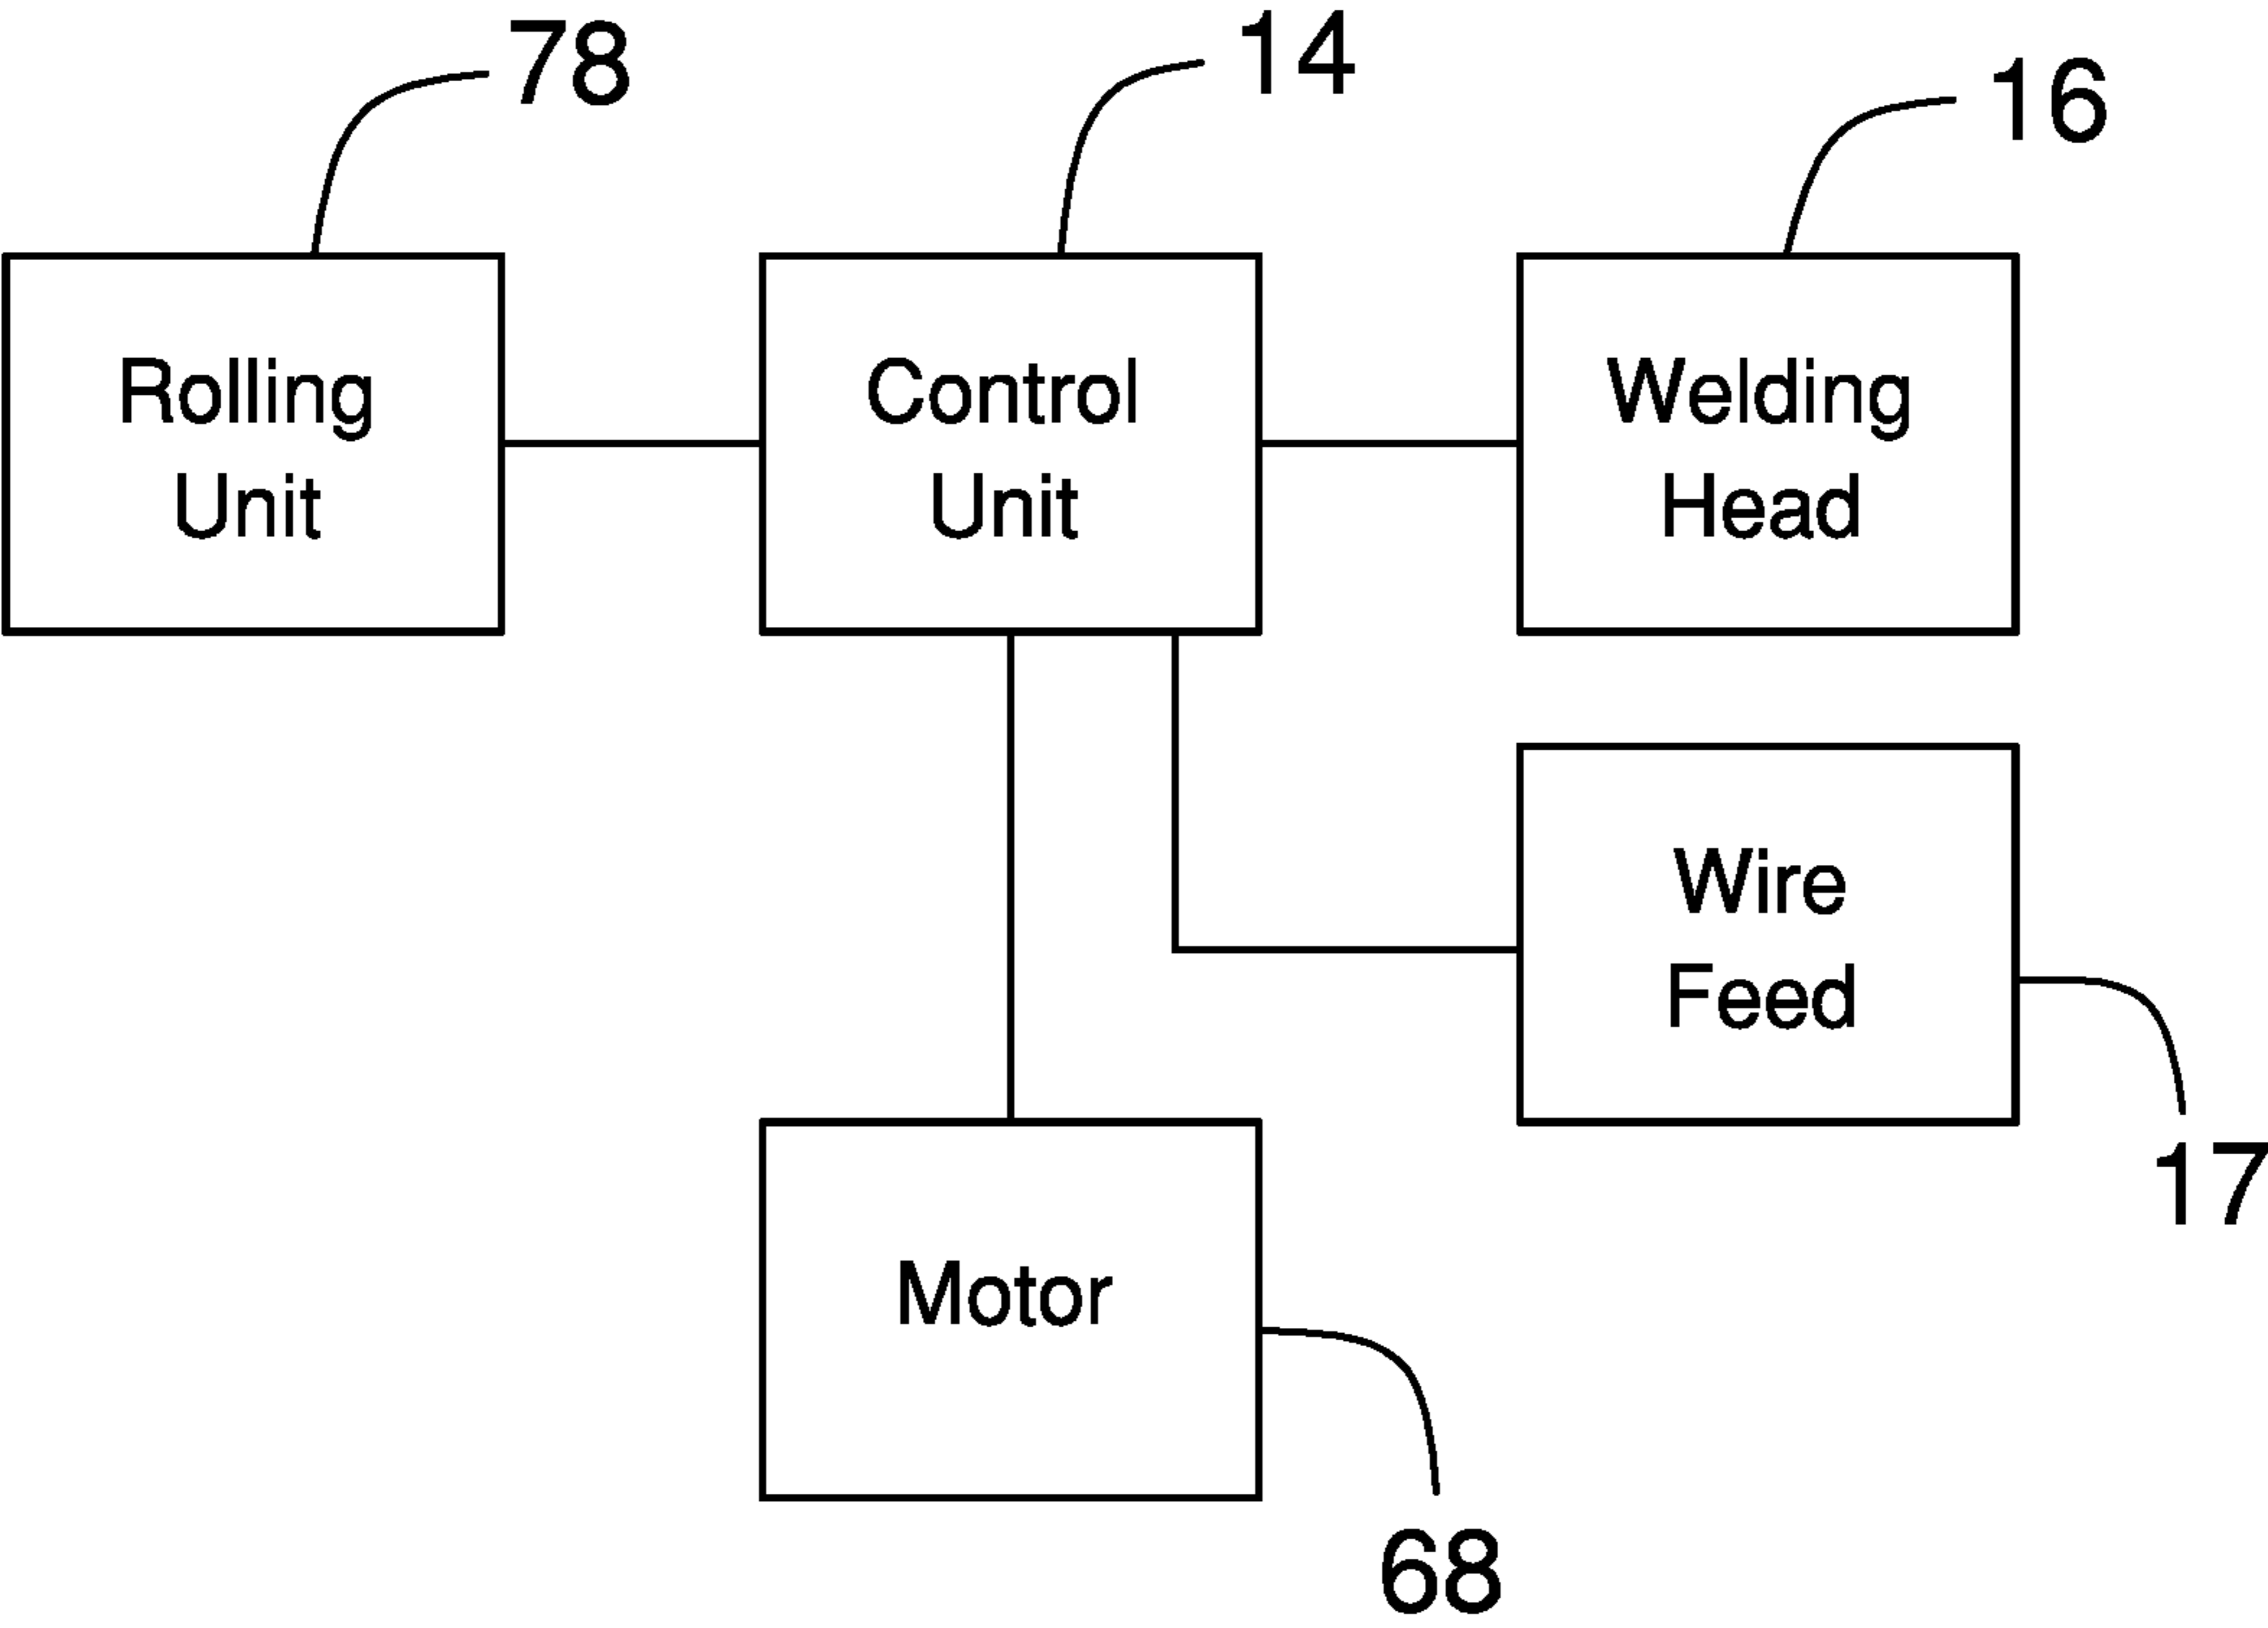 78
14
16
Rolling
Unit
Control
Unit
Welding
Head
Wire
Feed
17
Motor
68